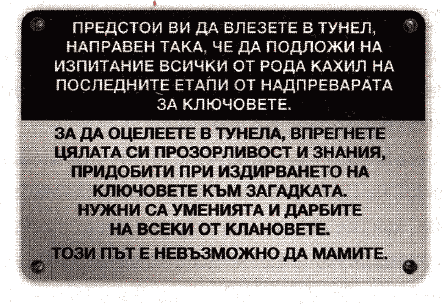 ПРЕДСТОИ ВИ ДА ВЛЕЗЕТЕ В ТУНЕЛ,
НАПРАВЕН ТАКА, ЧЕ ДА ПОДЛОЖИ НА
ИЗПИТАНИЕ ВСИЧКИ ОТ РОДА КАХИЛ НА
ПОСЛЕДНИТЕ ЕТАПИ ОТ НАДПРЕВАРАТА
ЗА КЛЮЧОВЕТЕ.
ЗА ДА ОЦЕЛЕЕТЕ В ТУНЕЛА, ВПРЕГНЕТЕ
ЦЯЛАТА СИ ПРОЗОРЛИВОСТ И ЗНАНИЯ,
ПРИДОБИТИ ПРИ ИЗДИРВАНЕТО НА
КЛЮЧОВЕТЕ КЪМ ЗАГАДКАТА.
НУЖНИ СА УМЕНИЯТА И ДАРБИТЕ
НА ВСЕКИ ОТ КЛАНОВЕТЕ.
ТОЗИ ПЪТ Е НЕВЪЗМОЖНО ДА МАМИТЕ.